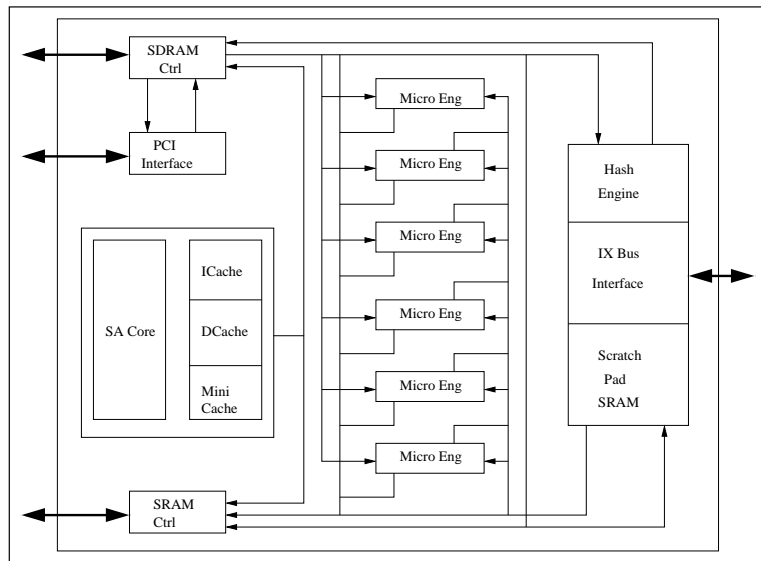 SDRAM
Ctrl
PCI
Interface
SA Core
ICache
DCache
Mini
Cache
SRAM
Ctrl
Micro Eng
Micro Eng
Micro Eng
Micro Eng
Micro Eng
Micro Eng
Hash
Engine
IX Bus
Interface
Scratch
Pad
SRAM